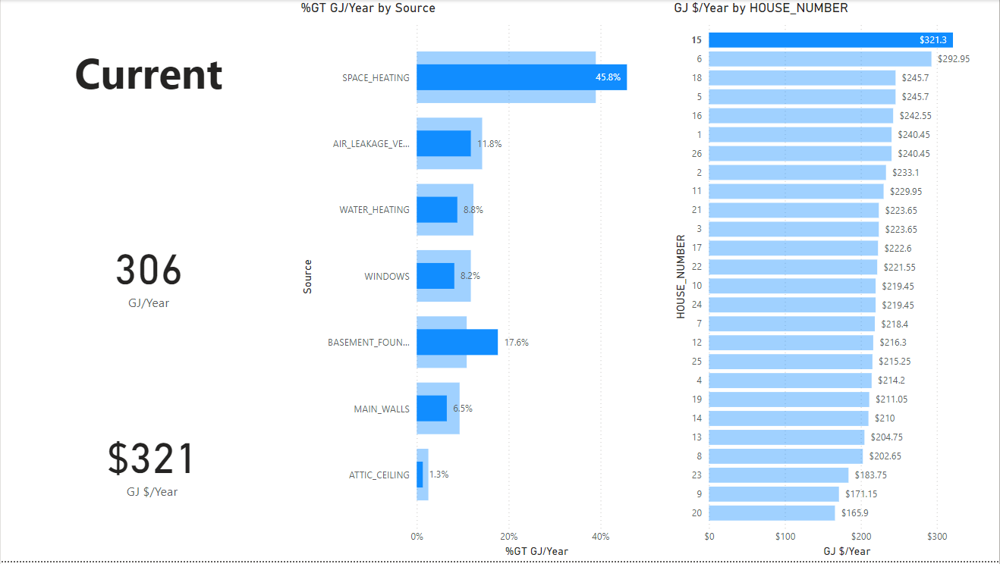 %GT GJ/Year by Source
GJ $/Year by HOUSE_NUMBER
Current
306
GJ/Year
$321
GJ $/Year
Source
SPACE_HEATING 45.8%
AIR_LEAKAGE_VE... 11.8%
WATER_HEATING 8.8%
WINDOWS 8.2%
BASEMENT_FOUN... 17.6%
MAIN_WALLS 6.5%
ATTIC_CEILING 1.3%
0% 20% 40%
%GT GJ/Year
HOUSE_NUMBER
15 $321.3
6 $292.95
18 $245.7
5 $245.7
16 $242.55
1 $240.45
26 $240.45
2 $233.1
11 $229.95
21 $223.65
3 $223.65
17 $222.6
22 $221.55
10 $219.45
24 $219.45
7 $218.4
12 $216.3
25 $215.25
4 $214.2
19 $211.05
14 $210
13 $204.75
8 $202.65
23 $183.75
9 $171.15
20 $165.9
$0 $100 $200 $300
GJ $/Year